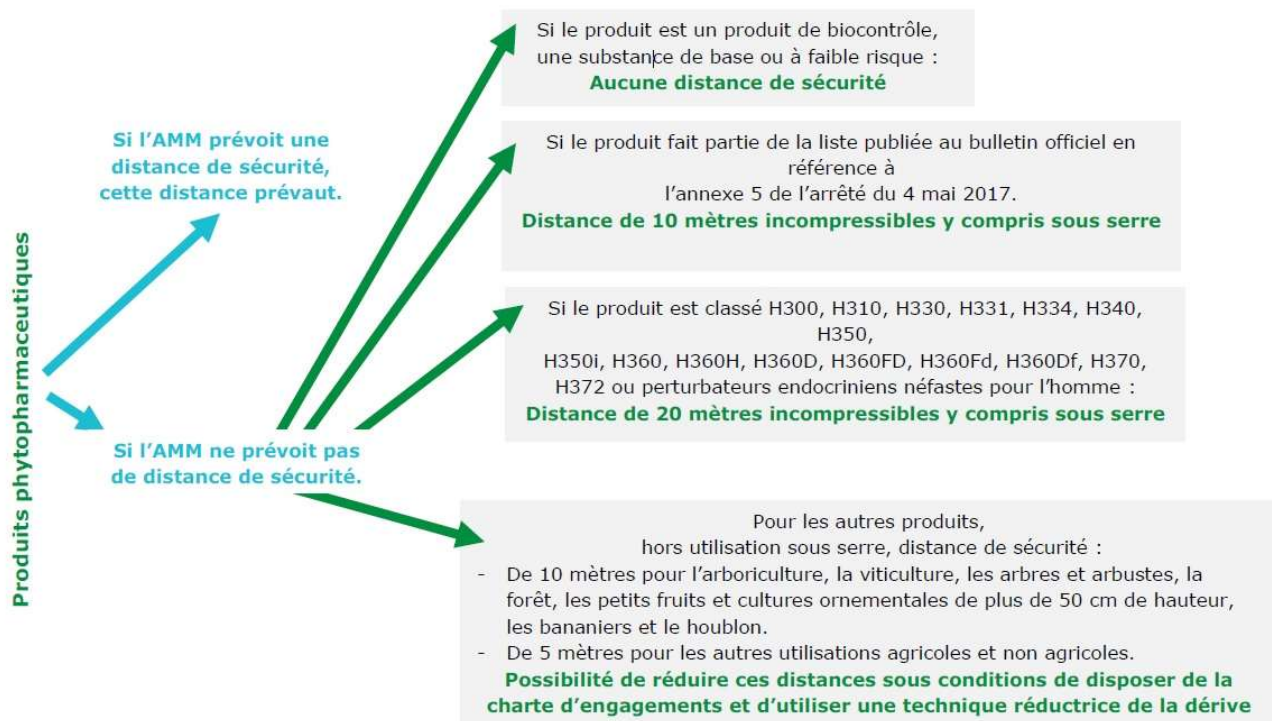 Produits phytopharmaceutiques
Si l’AMM prévoit une
distance de sécurité,
cette distance prévaut.
Si l’AMM ne prévoit pas
de distance de sécurité.
Si le produit est un produit de biocontrôle,
une substance de base ou à faible risque :
Aucune distance de sécurité
Si le produit fait partie de la liste publiée au bulletin officiel en
référence à
l’annexe 5 de l’arrêté du 4 mai 2017.
Distance de 10 mètres incompressibles y compris sous serre
Si le produit est classé H300, H310, H330, H331, H334, H340,
H350,
H350i, H360, H360H, H360D, H360FD, H360Fd, H360Df, H370,
H372 ou perturbateurs endocriniens néfastes pour l’homme :
Distance de 20 mètres incompressibles y compris sous serre
Pour les autres produits,
hors utilisation sous serre, distance de sécurité :
- De 10 mètres pour l’arboriculture, la viticulture, les arbres et arbustes, la
forêt, les petits fruits et cultures ornementales de plus de 50 cm de hauteur,
les bananiers et le houblon.
- De 5 mètres pour les autres utilisations agricoles et non agricoles.
Possibilité de réduire ces distances sous conditions de disposer de la
charte d’engagements et d’utiliser une technique réductrice de la dérive